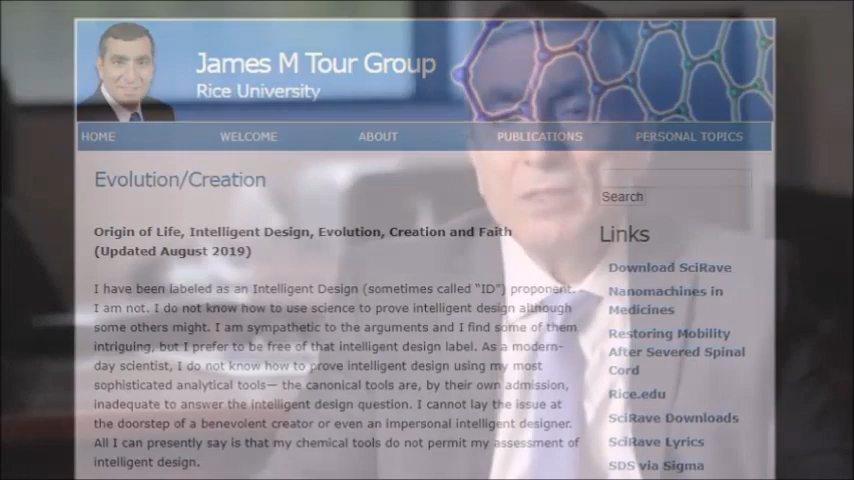 James M Tour Group
Rice University
HOME
WELCOME
ABOUT
PUBLICATIONS
PERSONAL TOPICS
Evolution/Creation
Origin of Life, Intelligent Design, Evolution, Creation and Faith
(Updated August 2019)
I have been labeled as an Intelligent Design (sometimes called “ID”) proponent.
I am not. I do not know how to use science to prove intelligent design although
some others might. I am sympathetic to the arguments and I find some of them
intriguing, but I prefer to be free of that intelligent design label. As a modern-
day scientist, I do not know how to prove intelligent design using my most
sophisticated analytical tools— the canonical tools are, by their own admission,
inadequate to answer the intelligent design question. I cannot lay the issue at
the doorstep of a benevolent creator or even an impersonal intelligent designer.
All I can presently say is that my chemical tools do not permit my assessment of
intelligent design.
Search
Links
Download SciRave
Nanomachines in
Medicines
Restoring Mobility
After Severed Spinal
Cord
Rice.edu
SciRave Downloads
SciRave Lyrics
SDS via Sigma